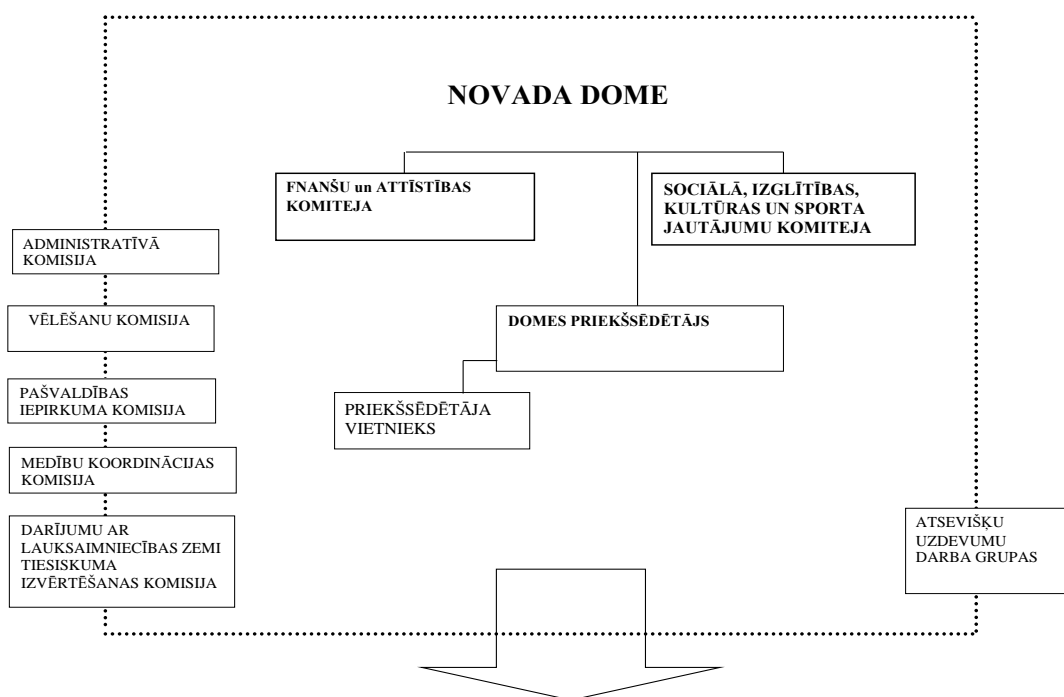 NOVADA DOME
FNANŠU un ATTĪSTĪBAS
KOMITEJA
SOCIĀLĀ, IZGLĪTĪBAS,
KULTŪRAS UN SPORTA
JAUTĀJUMU KOMITEJA
ADMINISTRATĪVĀ
KOMISIJA
VĒLĒŠANU KOMISIJA
DOMES PRIEKŠSĒDĒTĀJS
PAŠVALDĪBAS
IEPIRKUMA KOMISIJA
PRIEKŠSĒDĒTĀJA
VIETNIEKS
MEDĪBU KOORDINĀCIJAS
KOMISIJA
DARĪJUMU AR
LAUKSAIMNIECĪBAS ZEMI
TIESISKUMA
IZVĒRTĒŠANAS KOMISIJA
ATSEVIŠĶU
UZDEVUMU
DARBA GRUPAS